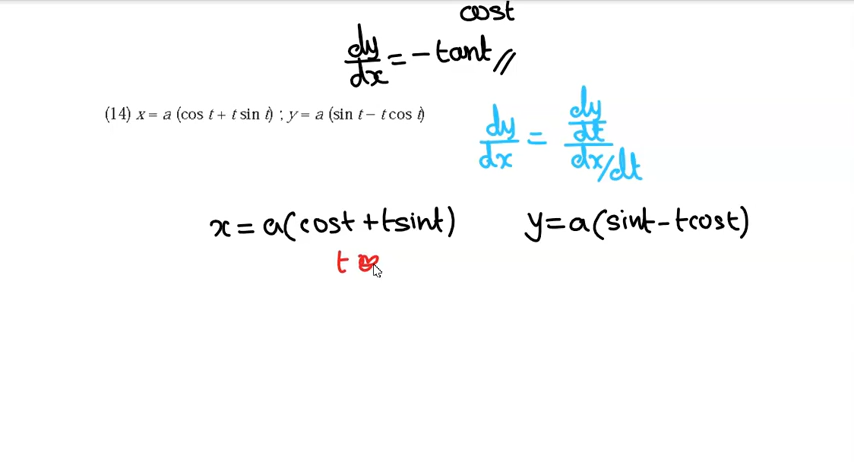 cost
dy/dx = - tant //
(14) x = a (cos t + t sin t) ; y = a (sin t − t cos t)
dy/dx = dy/dt / dx/dt
x = a(cost + tsint) y = a(sint - tcost)
t